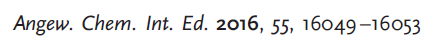 Angew. Chem. Int. Ed. 2016, 55, 16049–16053